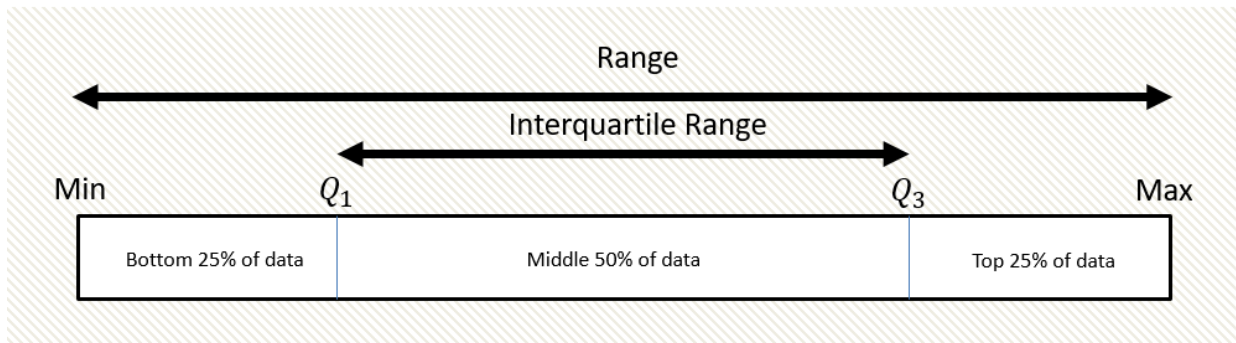 Range
Interquartile Range
Min Q₁ Q₃ Max
Bottom 25% of data Middle 50% of data Top 25% of data